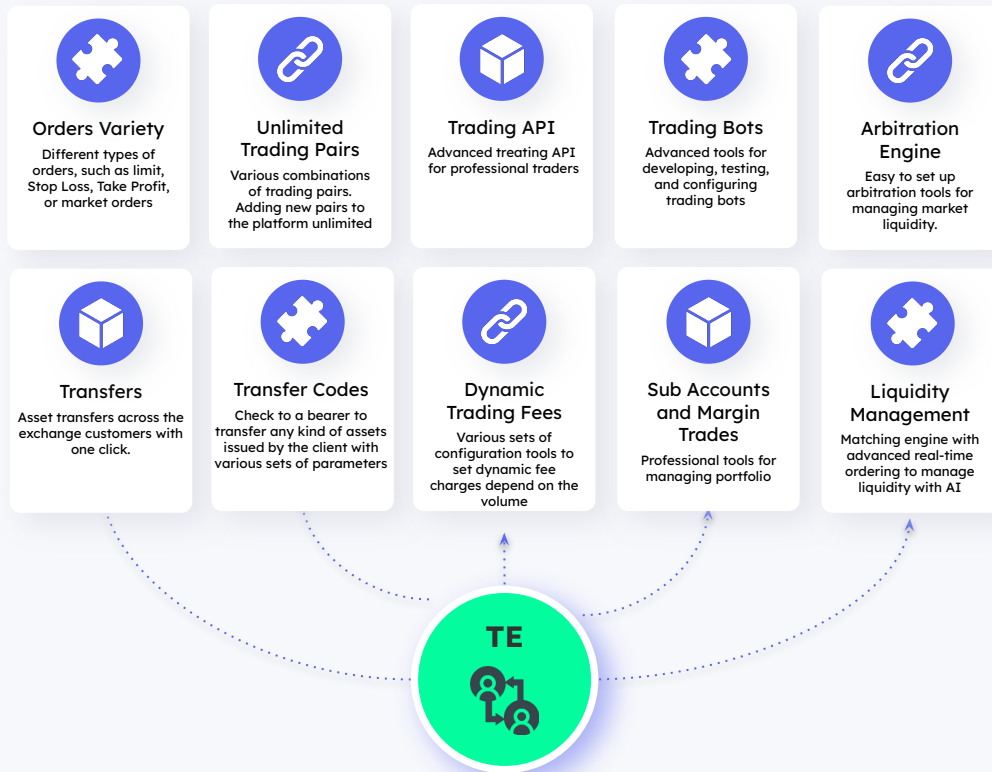 Orders Variety
Different types of
orders, such as limit,
Stop Loss, Take Profit,
or market orders
Unlimited
Trading Pairs
Various combinations
of trading pairs.
Adding new pairs to
the platform unlimited
Trading API
Advanced treating API
for professional traders
Trading Bots
Advanced tools for
developing, testing,
and configuring
trading bots
Arbitration
Engine
Easy to set up
arbitration tools for
managing market
liquidity.
Transfers
Asset transfers across the
exchange customers with
one click.
Transfer Codes
Check to a bearer to
transfer any kind of assets
issued by the client with
various sets of parameters
Dynamic
Trading Fees
Various sets of
configuration tools to
set dynamic fee
charges depend on the
volume
Sub Accounts
and Margin
Trades
Professional tools for
managing portfolio
Liquidity
Management
Matching engine with
advanced real-time
ordering to manage
liquidity with AI
TE